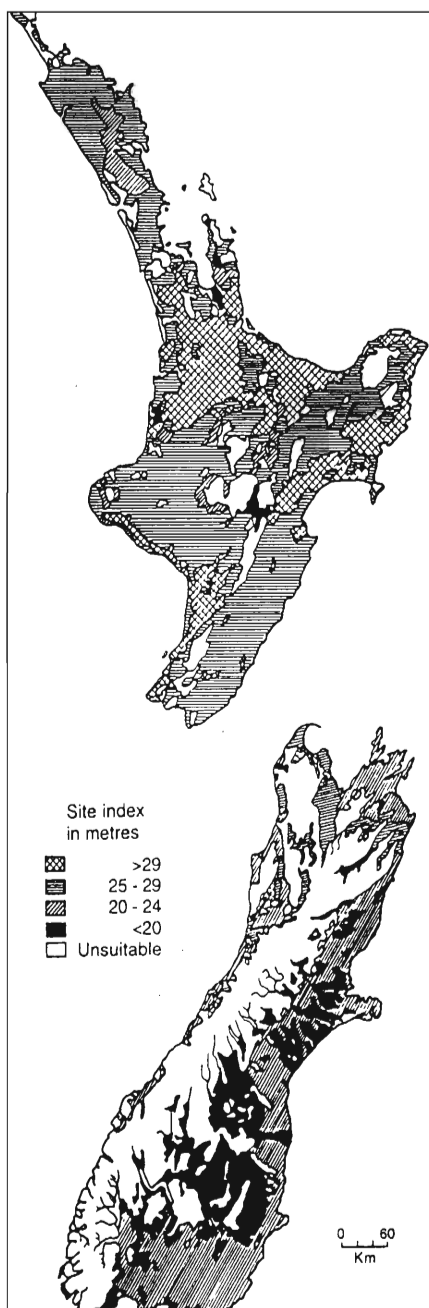 Site index
in metres
>29
25 - 29
20 - 24
<20
Unsuitable
0 60
Km